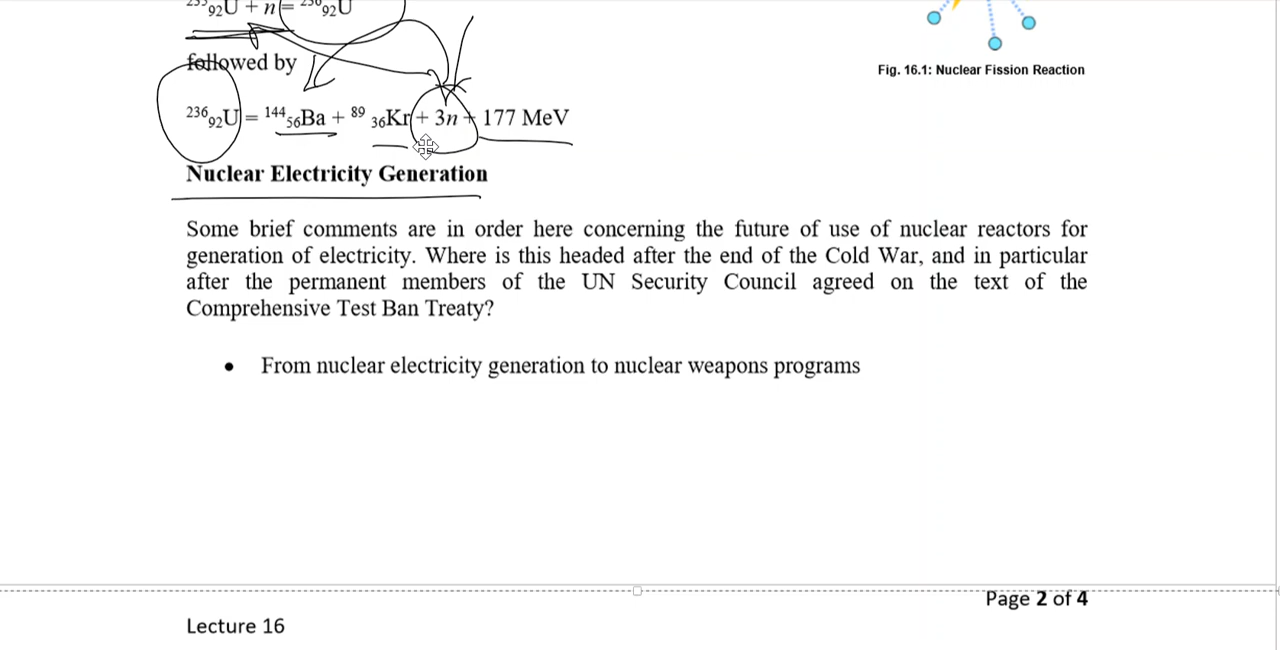 ²³⁵₉₂U + n = ²³⁶₉₂U
followed by
²³⁶₉₂U = ¹⁴⁴₅₆Ba + ⁸⁹₃₆Kr + 3n + 177 MeV
Fig. 16.1: Nuclear Fission Reaction
Nuclear Electricity Generation
Some brief comments are in order here concerning the future of use of nuclear reactors for
generation of electricity. Where is this headed after the end of the Cold War, and in particular
after the permanent members of the UN Security Council agreed on the text of the
Comprehensive Test Ban Treaty?
• From nuclear electricity generation to nuclear weapons programs
Page 2 of 4
Lecture 16